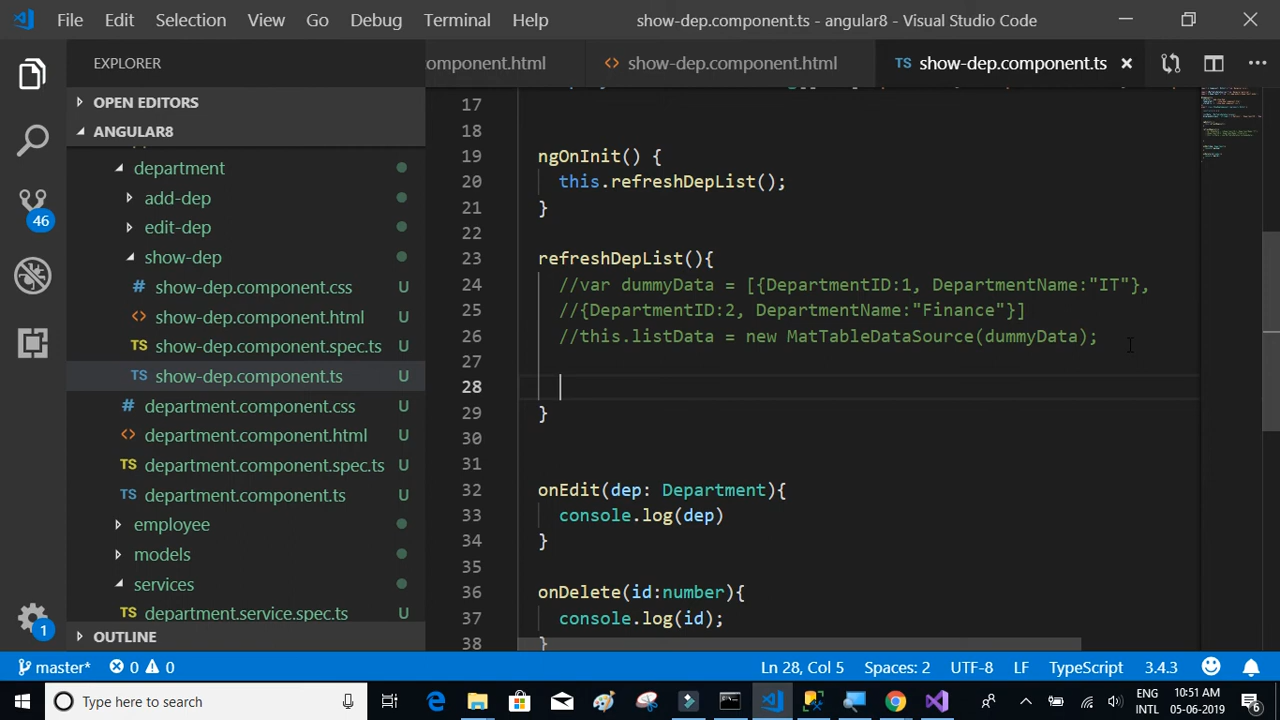 File Edit Selection View Go Debug Terminal Help show-dep.component.ts - angular8 - Visual Studio Code
EXPLORER
OPEN EDITORS
ANGULAR8
department
add-dep
edit-dep
show-dep
# show-dep.component.css U
<> show-dep.component.html U
TS show-dep.component.spec.ts U
TS show-dep.component.ts U
# department.component.css U
<> department.component.html U
TS department.component.spec.ts U
TS department.component.ts U
employee
models
services
TS department.service.spec.ts U
OUTLINE
46
1
omponent.html <> show-dep.component.html TS show-dep.component.ts
17
18
19 ngOnInit() {
20 this.refreshDepList();
21 }
22
23 refreshDepList(){
24 //var dummyData = [{DepartmentID:1, DepartmentName:"IT"},
25 //{DepartmentID:2, DepartmentName:"Finance"}]
26 //this.listData = new MatTableDataSource(dummyData);
27
28
29 }
30
31
32 onEdit(dep: Department){
33 console.log(dep)
34 }
35
36 onDelete(id:number){
37 console.log(id);
38 }
master* 0 0 Ln 28, Col 5 Spaces: 2 UTF-8 LF TypeScript 3.4.3
Type here to search
ENG
INTL
10:51 AM
05-06-2019
6